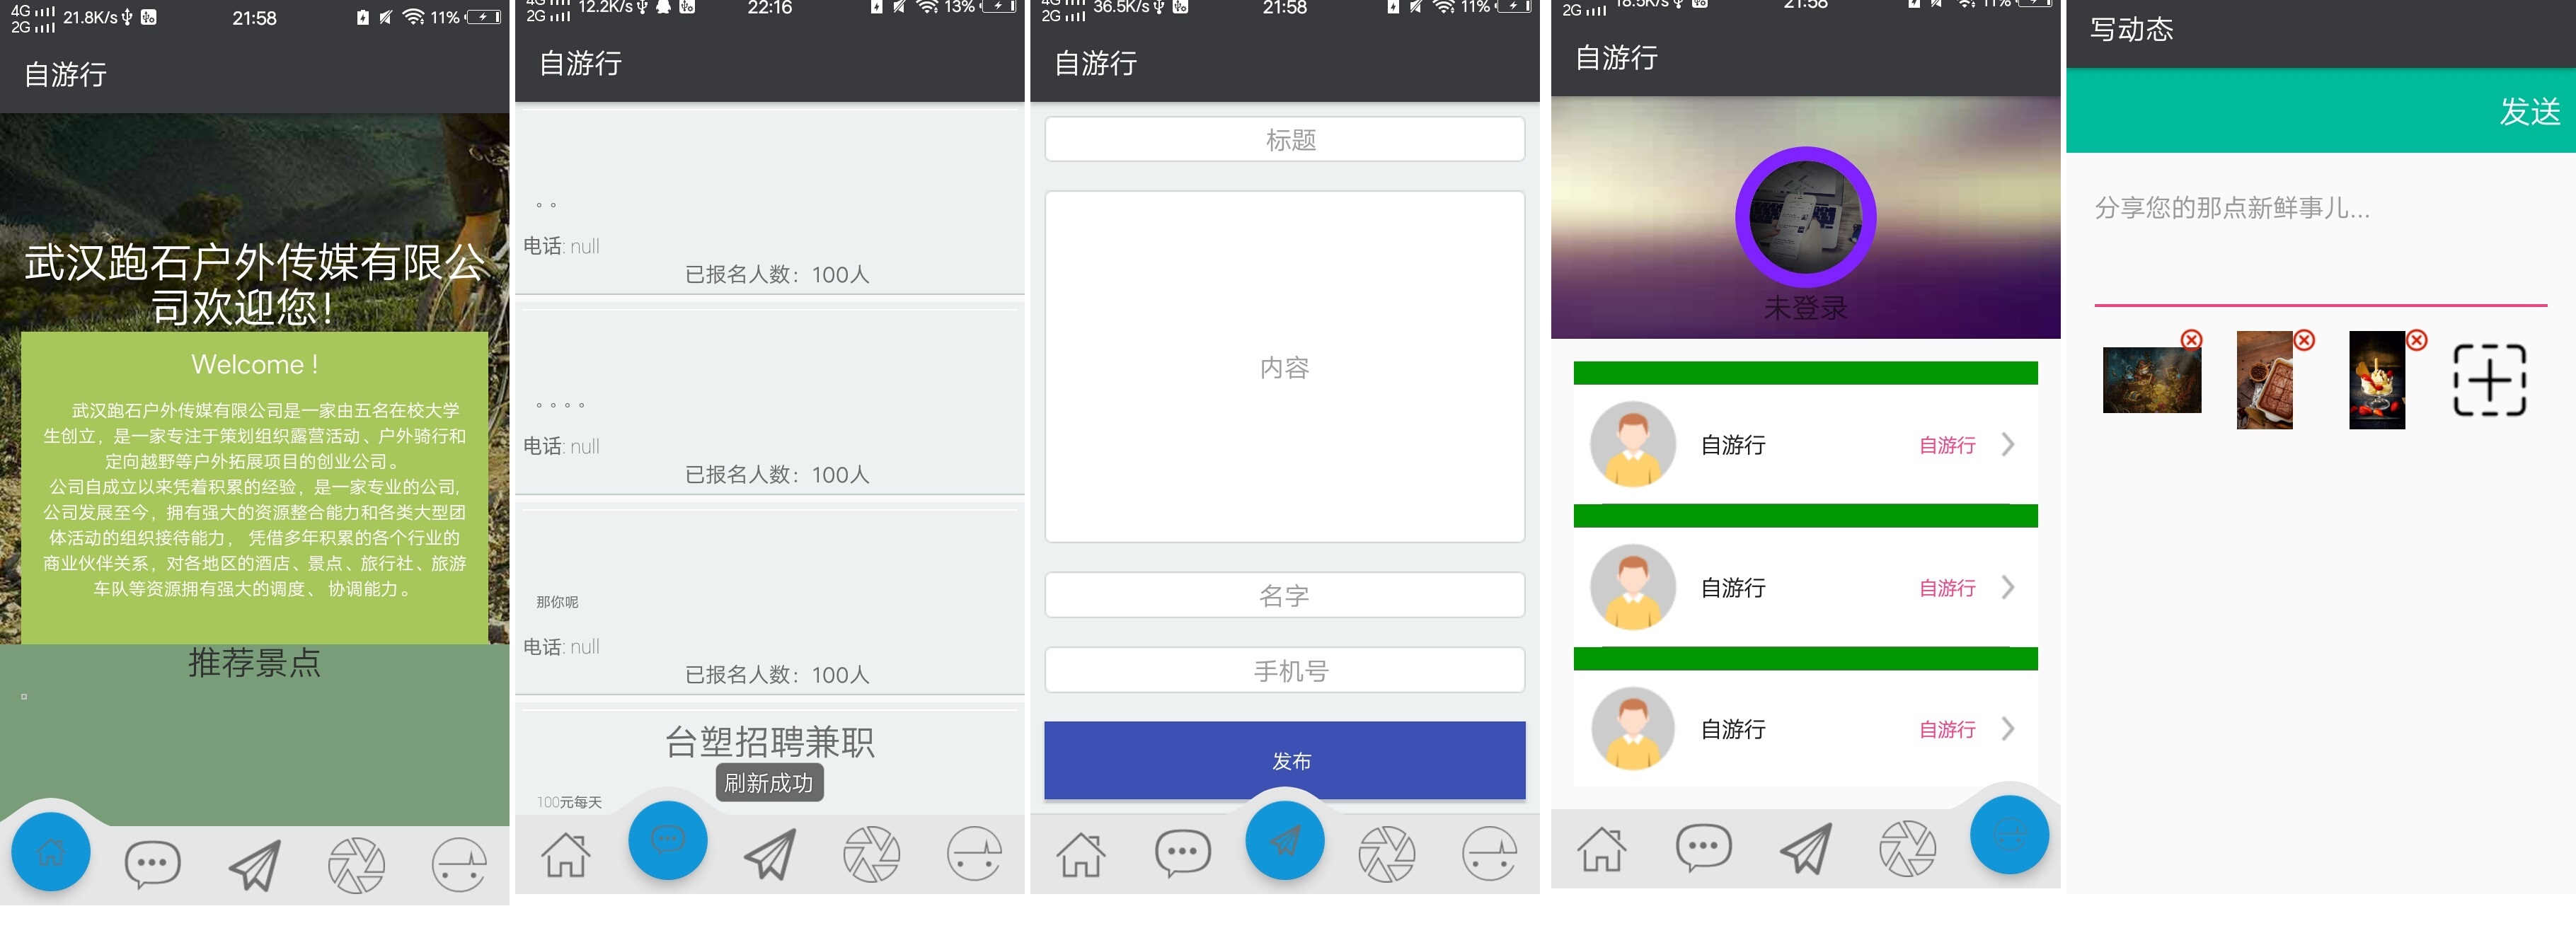 4G 21.8K/s 21:58 11%
2G
自游行
武汉跑石户外传媒有限公
司欢迎您！
Welcome !
武汉跑石户外传媒有限公司是一家由五名在校大学
生创立，是一家专注于策划组织露营活动、户外骑行和
定向越野等户外拓展项目的创业公司。
公司自成立以来凭着积累的经验，是一家专业的公司，
公司发展至今，拥有强大的资源整合能力和各类大型团
体活动的组织接待能力， 凭借多年积累的各个行业的
商业伙伴关系，对各地区的酒店、景点、旅行社、旅游
车队等资源拥有强大的调度、 协调能力。
推荐景点
4G 12.2K/s 22:16 13%
2G
自游行
。。
电话: null
已报名人数：100人
。。。。
电话: null
已报名人数：100人
那你呢
电话: null
已报名人数：100人
台塑招聘兼职
刷新成功
100元每天
4G 36.5K/s 21:58 11%
2G
自游行
标题
内容
名字
手机号
发布
2G 18.5K/s 21:58 11%
自游行
未登录
自游行 自游行
自游行 自游行
自游行 自游行
写动态
发送
分享您的那点新鲜事儿...